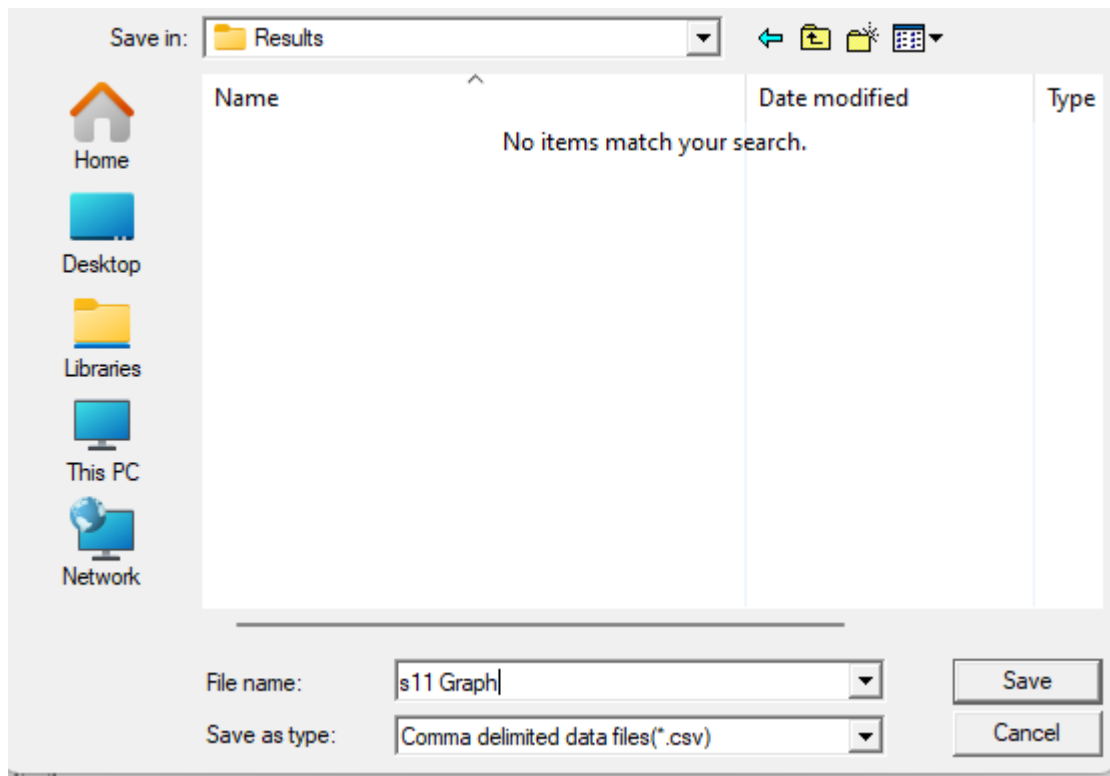 Save in:
Results
Name
Date modified
Type
No items match your search.
Home
Desktop
Libraries
This PC
Network
File name:
s11 Graph
Save
Save as type:
Comma delimited data files(*.csv)
Cancel